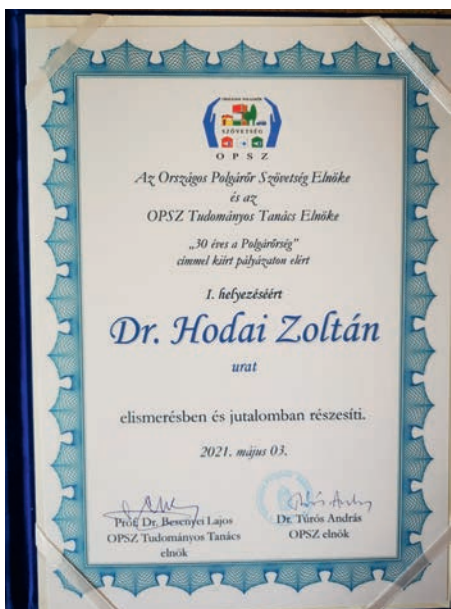 ORSZÁGOS POLGÁRŐR
SZÖVETSÉG
OPSZ
Az Országos Polgárőr Szövetség Elnöke
és az
OPSZ Tudományos Tanács Elnöke
„30 éves a Polgárőrség”
címmel kiírt pályázaton elért
I. helyezéséért
Dr. Hodai Zoltán
urat
elismerésben és jutalomban részesíti.
2021. május 03.
Prof. Dr. Besenyei Lajos
OPSZ Tudományos Tanács
elnök
Dr. Túrós András
OPSZ elnök